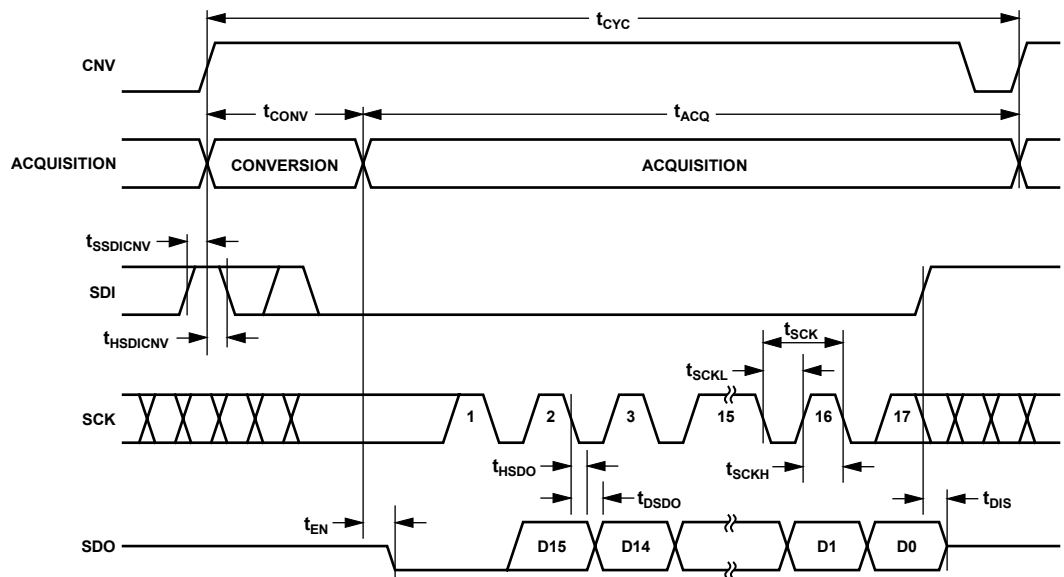 tCYC
CNV
tCONV
tACQ
ACQUISITION
CONVERSION
ACQUISITION
tSSDICNV
SDI
tHSDICNV
tSCK
tSCKL
SCK
1
2
3
15
16
17
tHSDO
tSCKH
tDSDO
tDIS
tEN
SDO
D15
D14
D1
D0